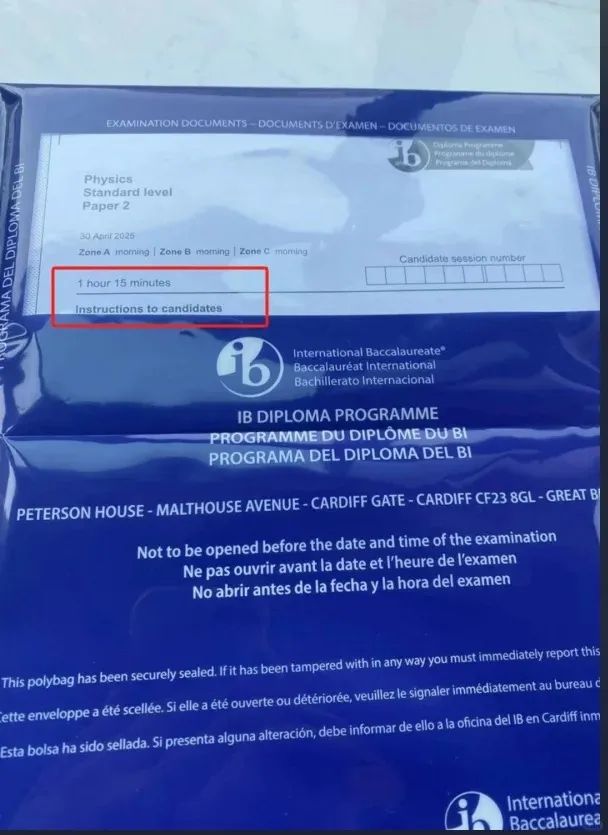 EXAMINATION DOCUMENTS – DOCUMENTS D'EXAMEN – DOCUMENTOS DE EXAMEN
ib
Diploma Programme
Programme du diplôme
Programa del Diploma
Physics
Standard level
Paper 2
30 April 2025
Zone A morning | Zone B morning | Zone C morning
Candidate session number
1 hour 15 minutes
Instructions to candidates
PROGRAMA DEL DIPLOMA DEL BI
IB D
ib
International Baccalaureate®
Baccalauréat International
Bachillerato Internacional
IB DIPLOMA PROGRAMME
PROGRAMME DU DIPLÔME DU BI
PROGRAMA DEL DIPLOMA DEL BI
PETERSON HOUSE - MALTHOUSE AVENUE - CARDIFF GATE - CARDIFF CF23 8GL - GREAT B
Not to be opened before the date and time of the examination
Ne pas ouvrir avant la date et l'heure de l'examen
No abrir antes de la fecha y la hora del examen
This polybag has been securely sealed. If it has been tampered with in any way you must immediately report this
Cette enveloppe a été scellée. Si elle a été ouverte ou détériorée, veuillez le signaler immédiatement au bureau d
Esta bolsa ha sido sellada. Si presenta alguna alteración, debe informar de ello a la oficina del IB en Cardiff inm
ib
Internationa
Baccalaurea